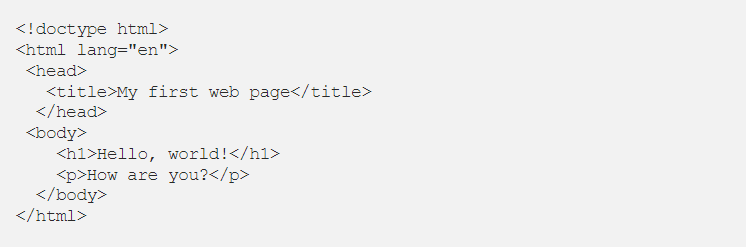 <!doctype html>
<html lang="en">
 <head>
   <title>My first web page</title>
  </head>
 <body>
    <h1>Hello, world!</h1>
    <p>How are you?</p>
  </body>
</html>